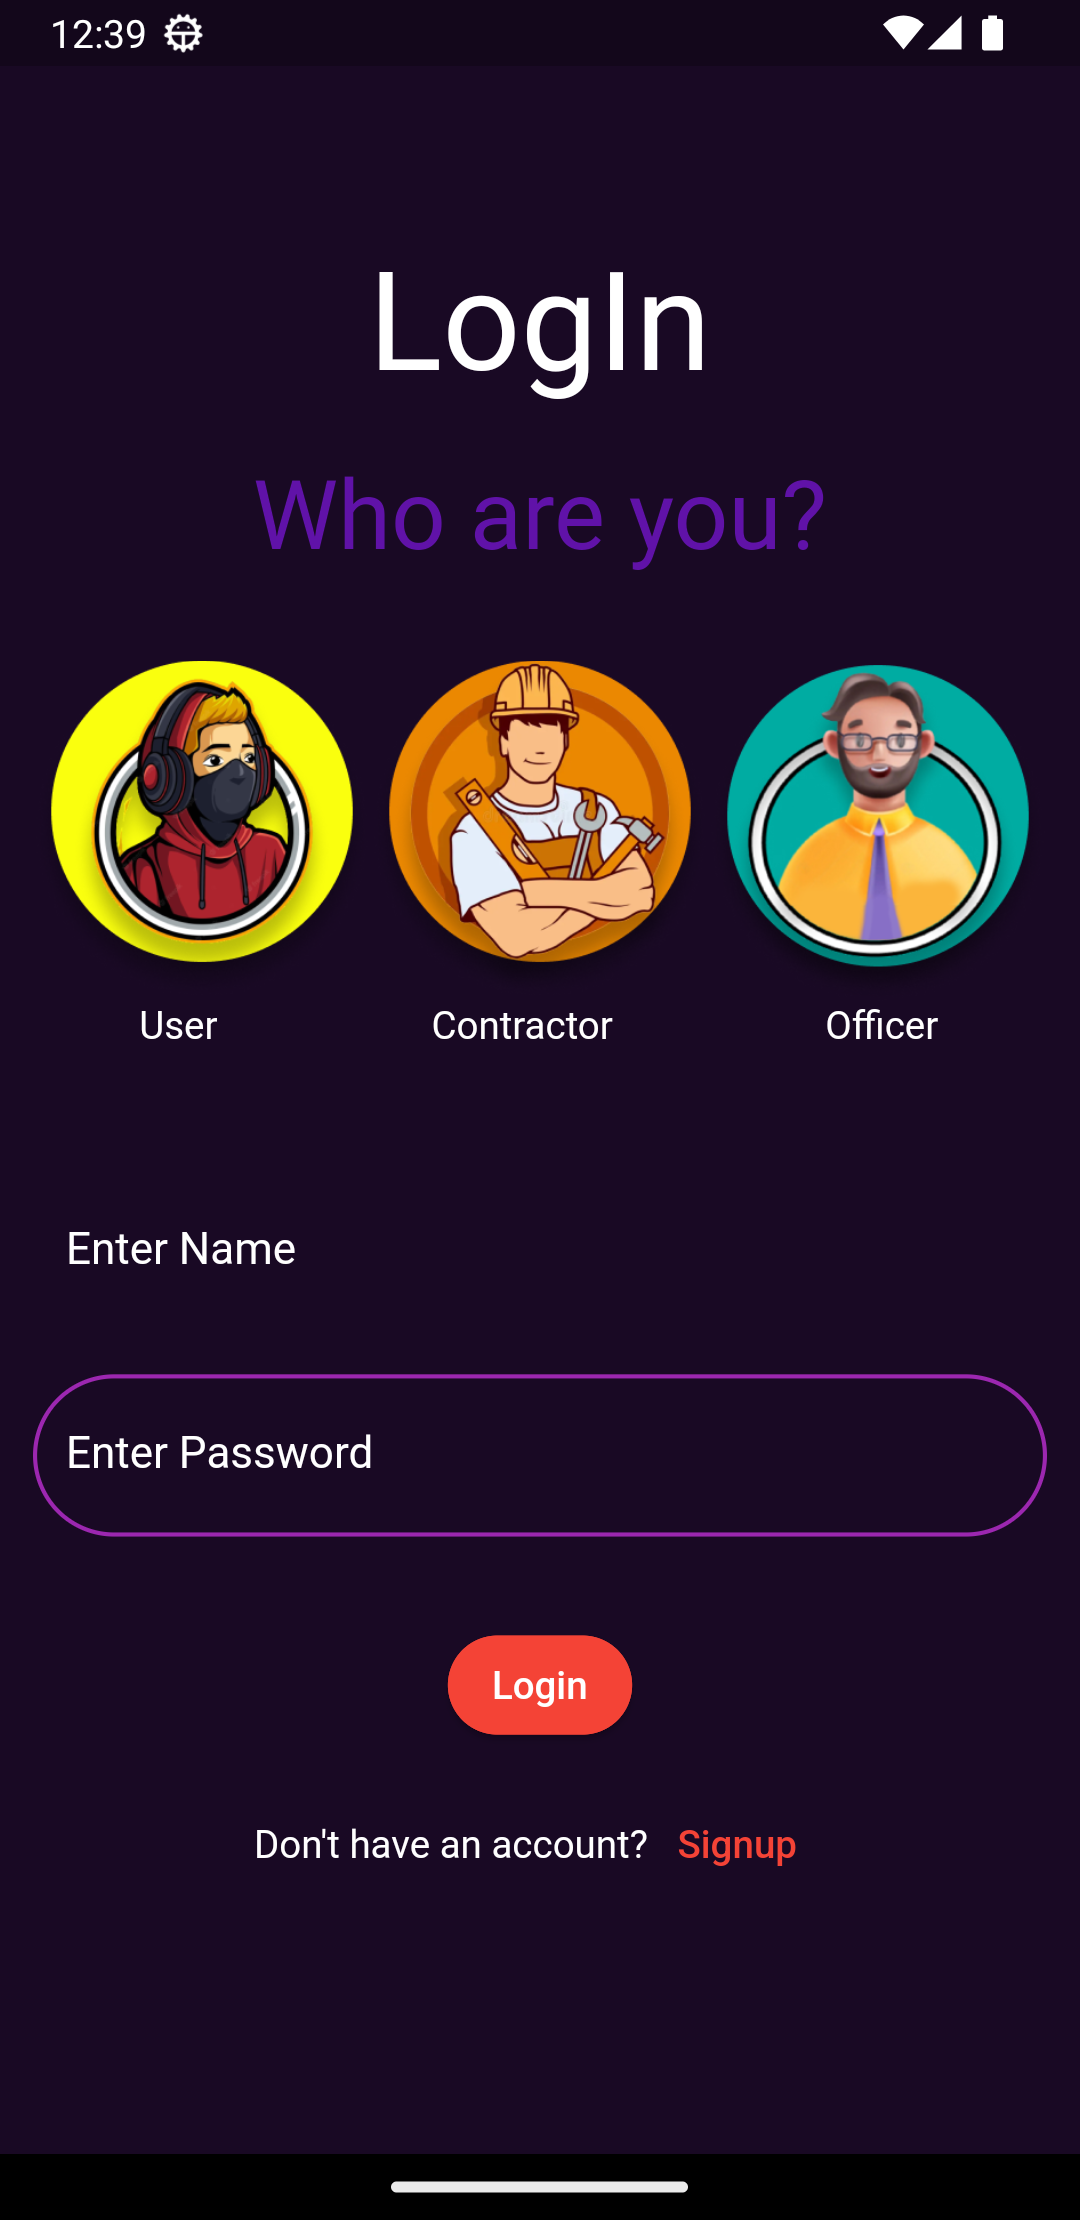 12:39
LogIn
Who are you?
User Contractor Officer
Enter Name
Enter Password
Login
Don't have an account? Signup